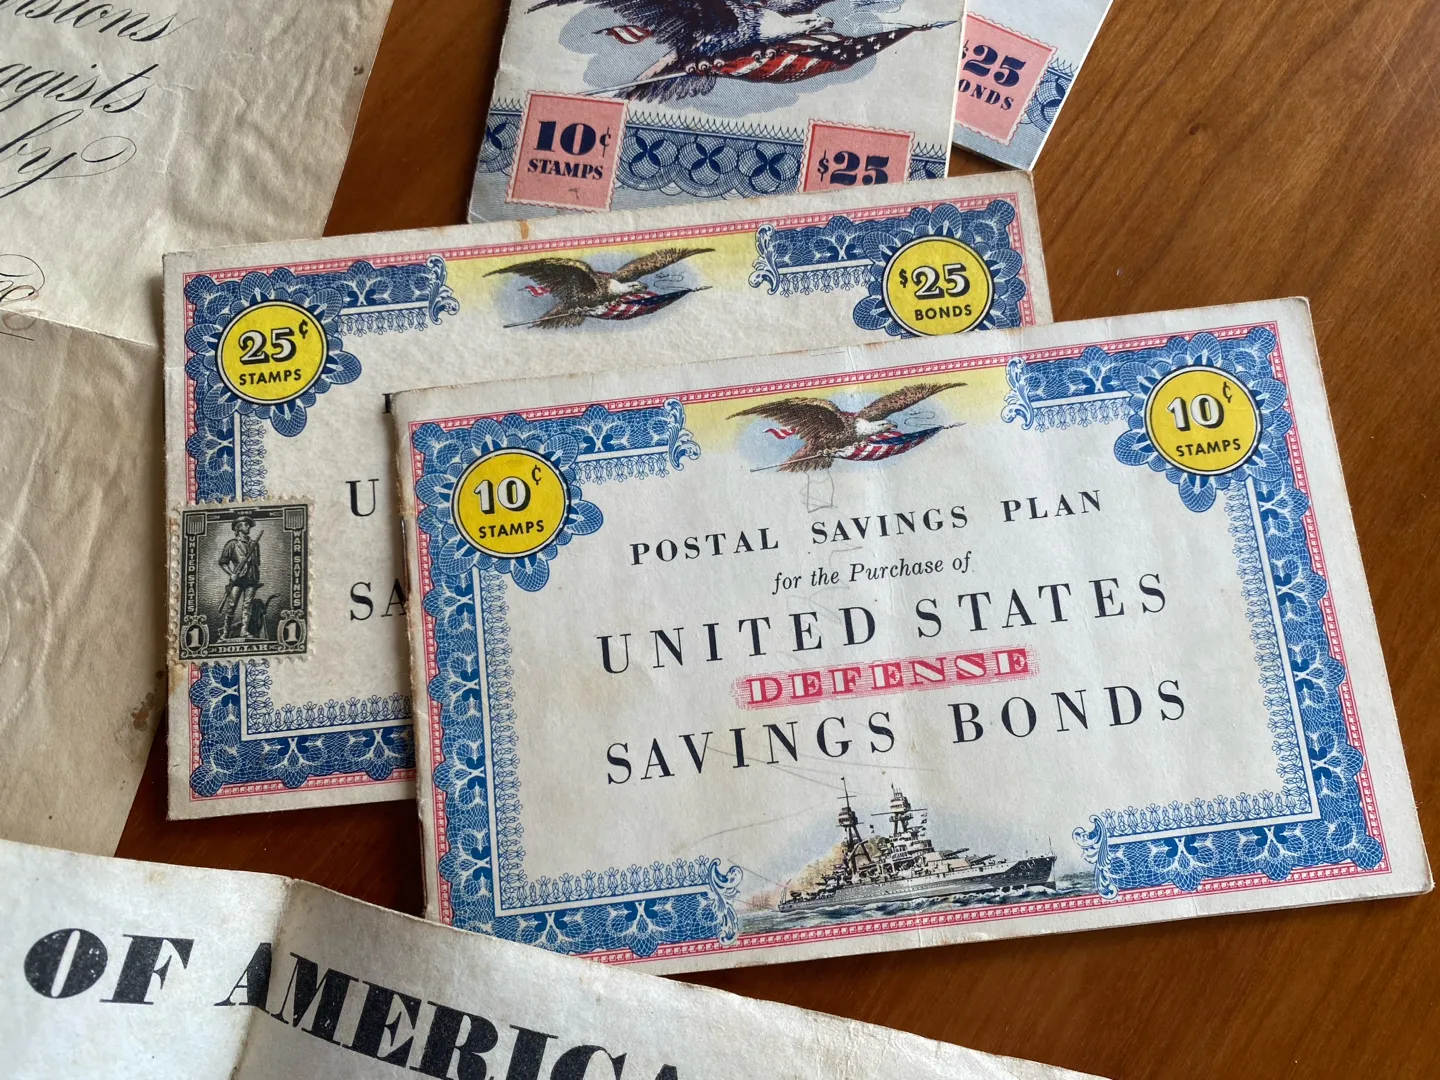 by
10¢
STAMPS
$25
$25
25¢
STAMPS
$25
BONDS
U
SA
UNITED STATES
WAR SAVINGS
1 1
DOLLAR
10¢
STAMPS
10¢
STAMPS
POSTAL SAVINGS PLAN
for the Purchase of
UNITED STATES
DEFENSE
SAVINGS BONDS
OF AMERICA